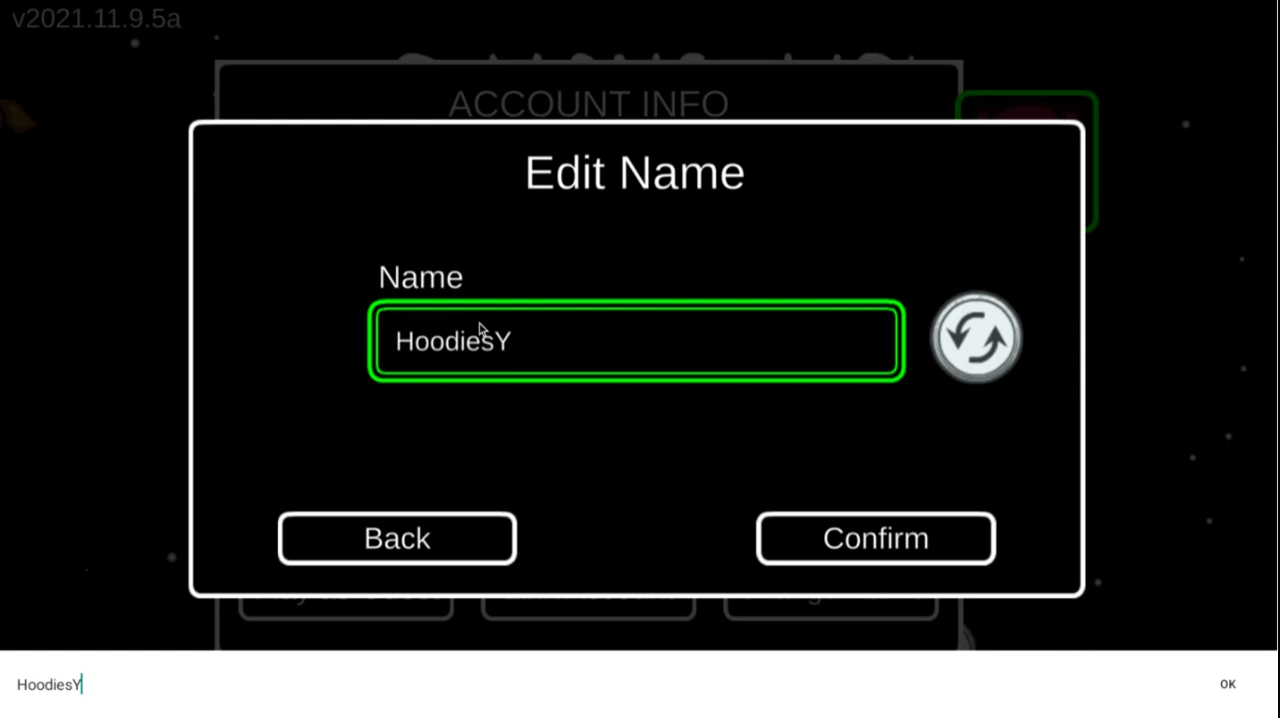 v2021.11.9.5a
ACCOUNT INFO
Edit Name
Name
HoodiesY
Back
Confirm
HoodiesY
OK